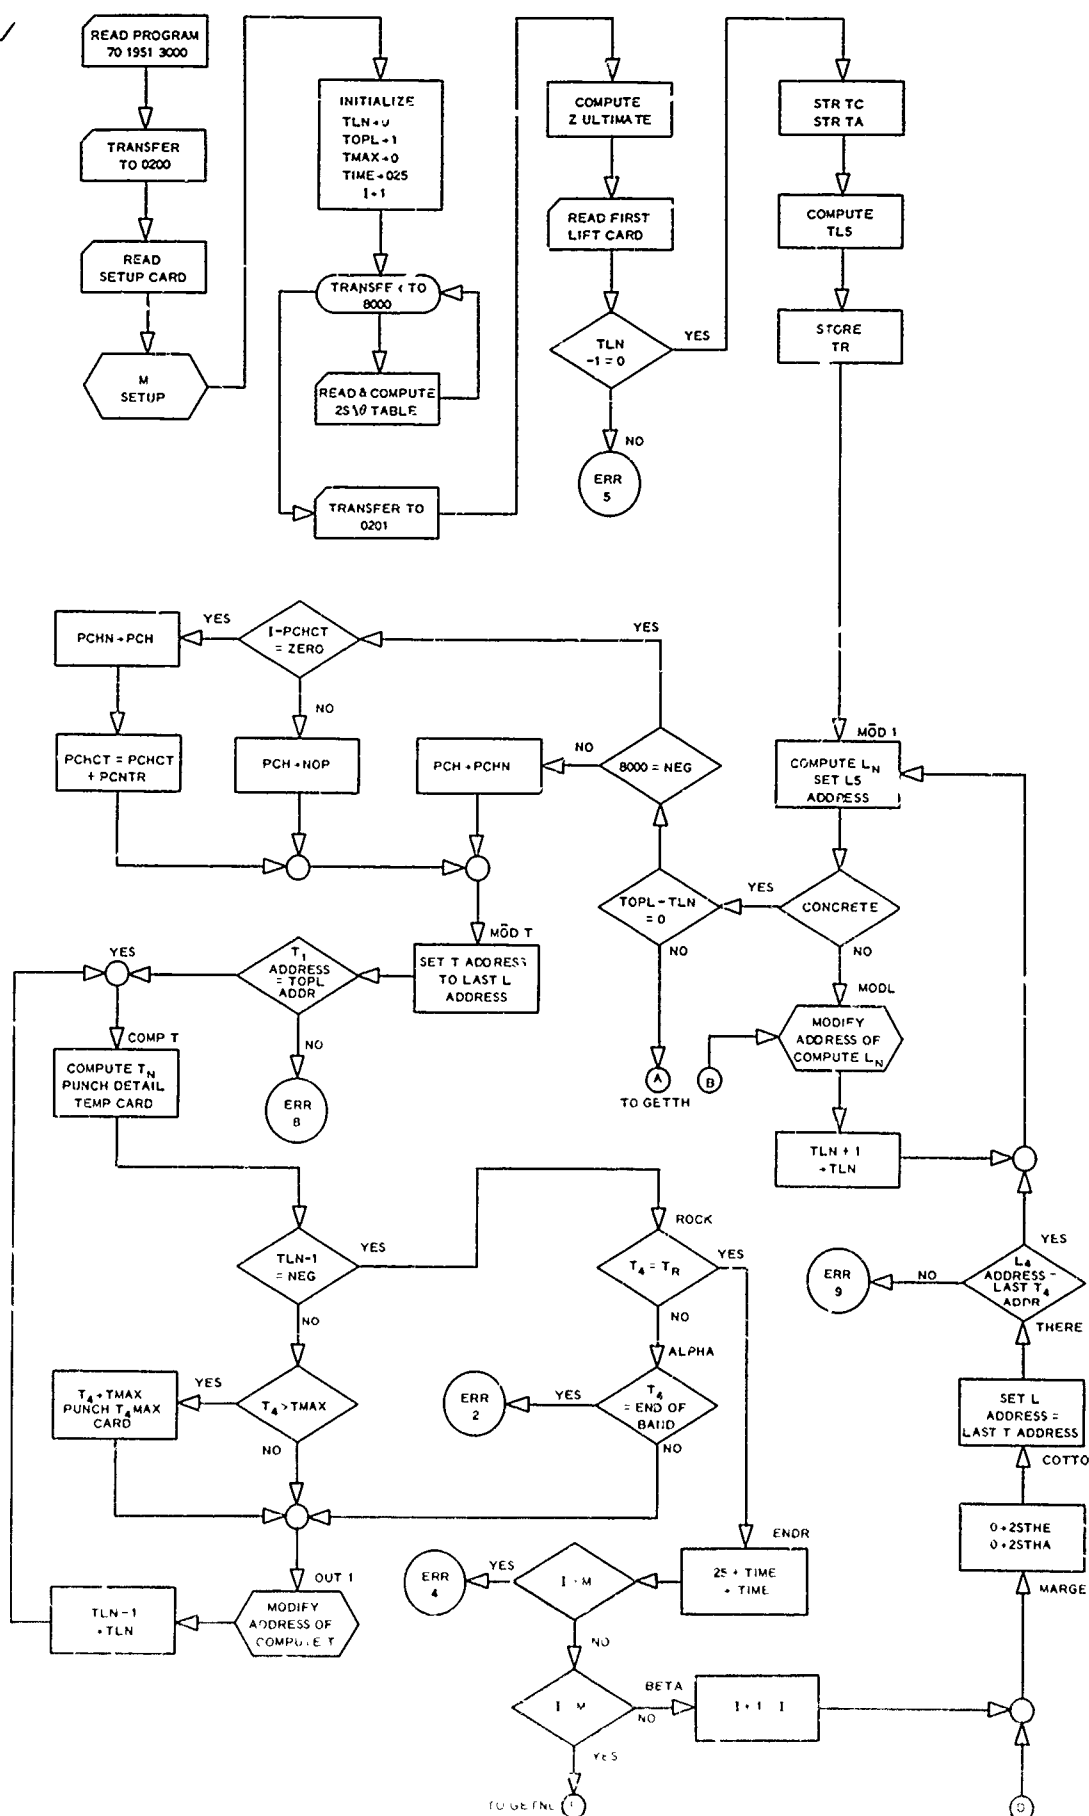 READ PROGRAM
70 1951 3000
TRANSFER
TO 0200
READ
SETUP CARD
M
SETUP
INITIALIZE
TLN→0
TOPL→1
TMAX→0
TIME→025
I→1
TRANSFER TO
8000
READ & COMPUTE
2S\θ TABLE
TRANSFER TO
0201
COMPUTE
Z ULTIMATE
READ FIRST
LIFT CARD
TLN
-1 = 0
YES
NO
ERR
5
STR TC
STR TA
COMPUTE
TLS
STORE
TR
MŌD 1
COMPUTE LN
SET LS
ADDRESS
CONCRETE
YES
NO
MODL
MODIFY
ADDRESS OF
COMPUTE LN
B
TLN + 1
→TLN
TOPL-TLN
= 0
NO
A
TO GETTH
8000 = NEG
YES
NO
I-PCHCT
= ZERO
YES
NO
PCHN→PCH
PCHCT = PCHCT
+ PCNTR
PCH→NOP
PCH→PCHN
MŌD T
SET T ADDRESS
TO LAST L
ADDRESS
T1
ADDRESS
= TOPL
ADDR
YES
NO
ERR
8
COMP T
COMPUTE TN
PUNCH DETAIL
TEMP CARD
TLN-1
= NEG
YES
NO
ROCK
T4 = TR
YES
NO
ALPHA
T4
= END OF
BAND
YES
NO
ERR
2
T4>TMAX
YES
NO
T4→TMAX
PUNCH T4MAX
CARD
OUT 1
MODIFY
ADDRESS OF
COMPUTE T
TLN-1
→TLN
ENDR
25 + TIME
→ TIME
I M
YES
NO
ERR
4
I M
BETA
NO
YES
I + 1 I
TO GETNL
D
MARGE
0→2STHE
0→2STHA
COTTO
SET L
ADDRESS =
LAST T ADDRESS
THERE
L4
ADDRESS =
LAST T4
ADDR
YES
NO
ERR
9